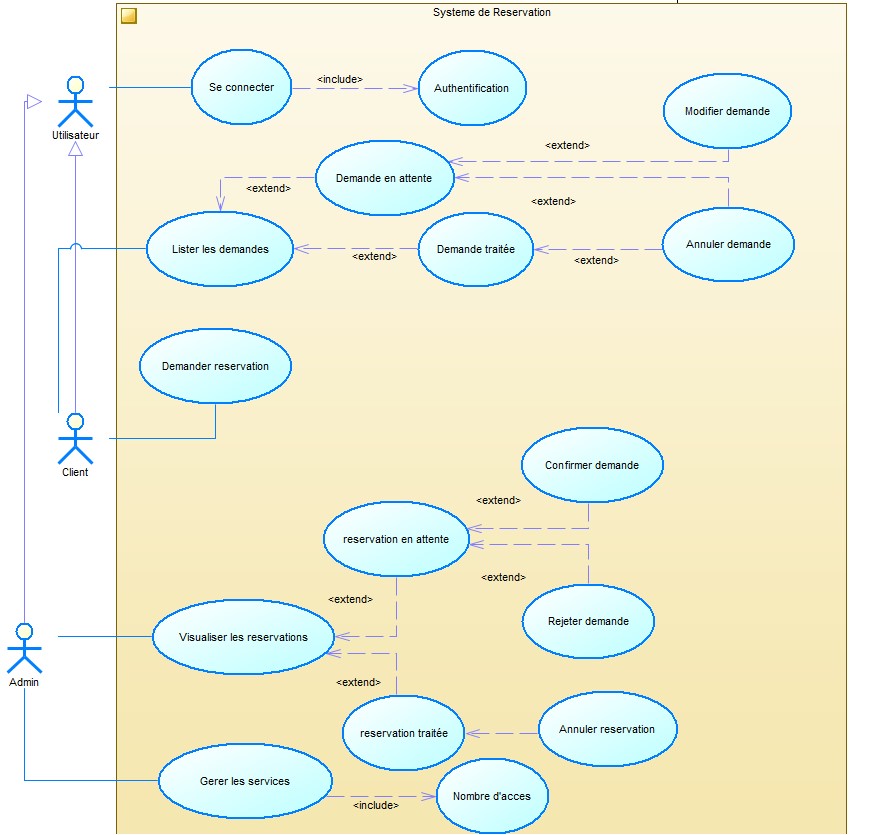 Systeme de Reservation
Se connecter
<include>
Authentification
Modifier demande
Utilisateur
<extend>
Demande en attente
<extend>
<extend>
Lister les demandes
<extend>
Demande traitée
<extend>
Annuler demande
Demander reservation
Client
Confirmer demande
<extend>
reservation en attente
<extend>
<extend>
Rejeter demande
Visualiser les reservations
Admin
<extend>
reservation traitée
Annuler reservation
Gerer les services
<include>
Nombre d'acces